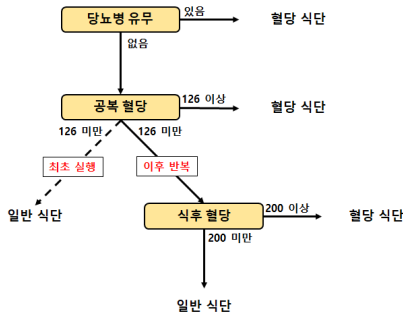 당뇨병 유무
있음
혈당 식단
없음
공복 혈당
126 이상
혈당 식단
126 미만
126 미만
최초 실행
이후 반복
일반 식단
식후 혈당
200 이상
혈당 식단
200 미만
일반 식단